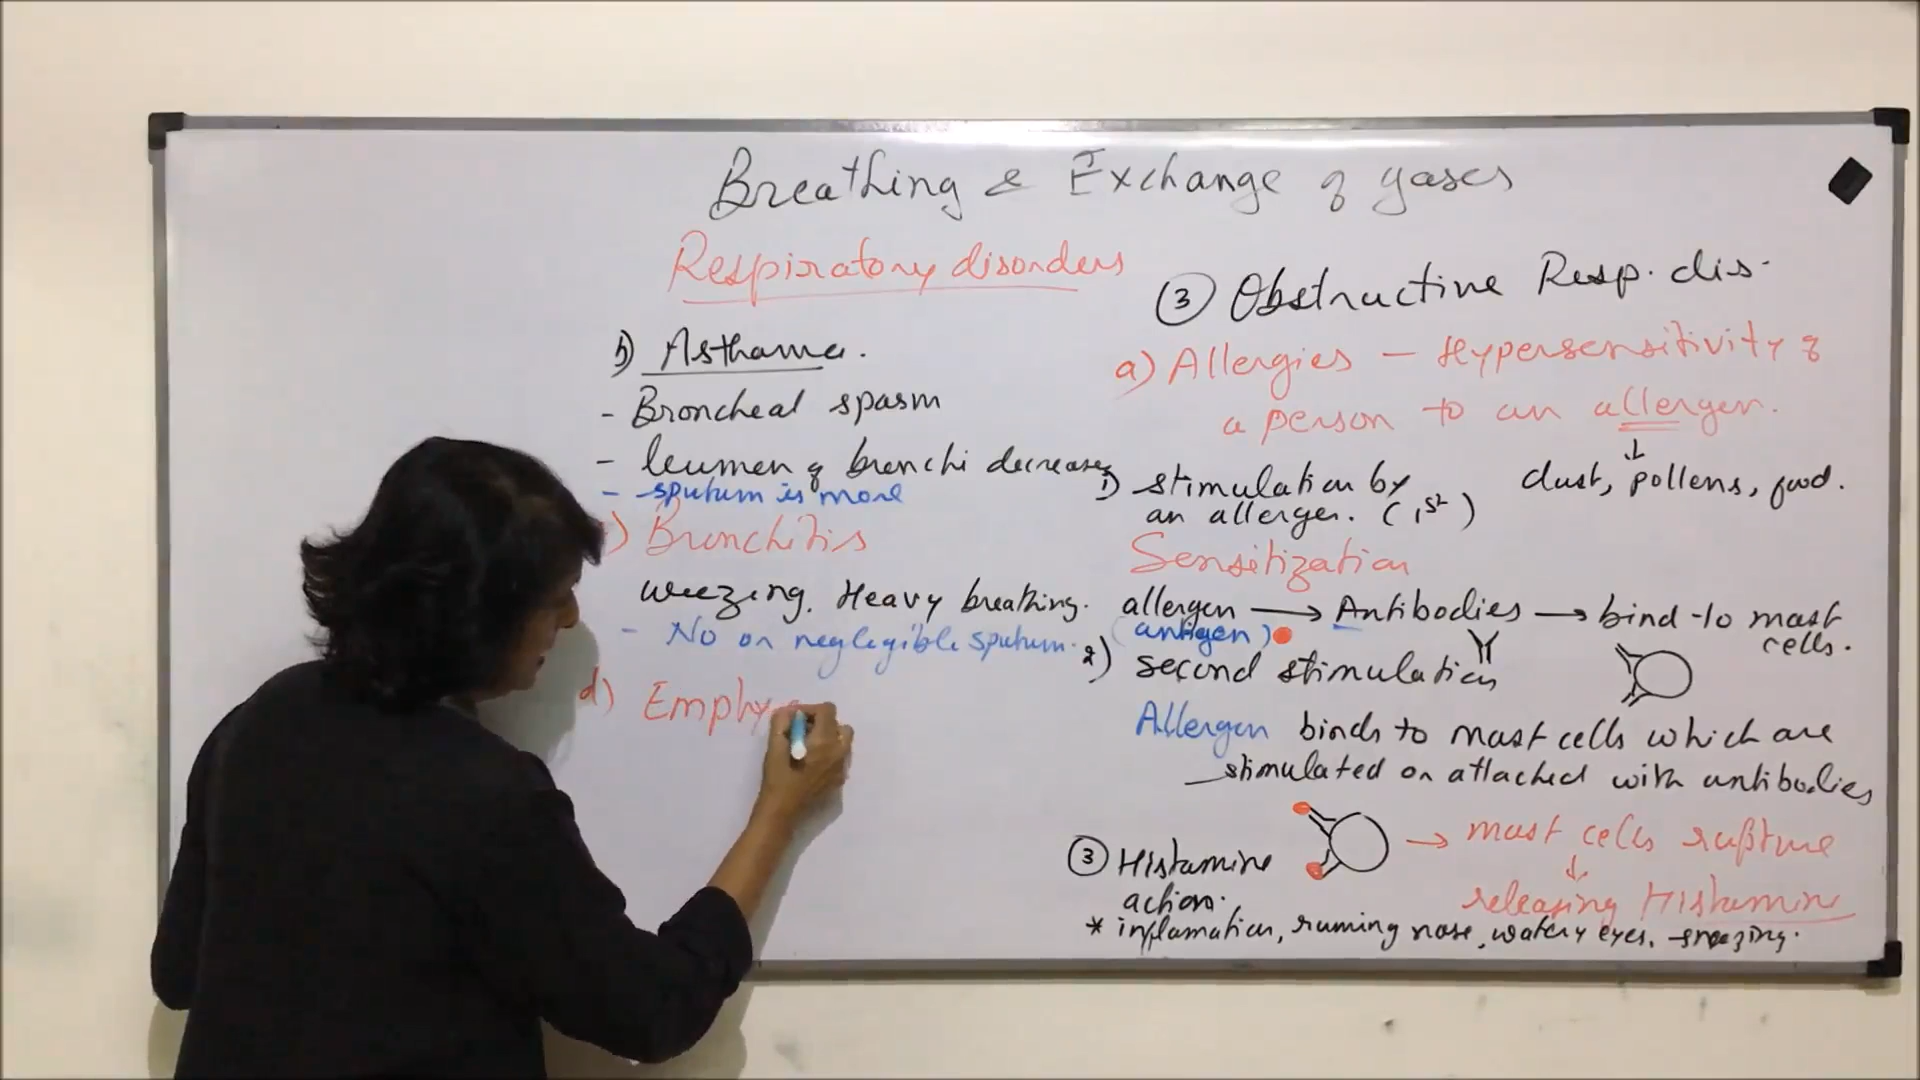 Breathing & Exchange of gases
Respiratory disorders
③ Obstructive Resp. dis.
a) Allergies – Hypersensitivity of
a person to an allergen.
↓
dust, pollens, food.
1) stimulation by
an allergen. (1st)
Sensitization
allergen → Antibodies → bind to mast
cells.
(antigen)
2) second stimulation
Allergen binds to mast cells which are
stimulated or attached with antibodies
→ mast cells rupture
↓
releasing Histamin
③ Histamine
action.
* inflamation, running nose, watery eyes, sneezing.
b) Asthama.
- Broncheal spasm
- leumen of bronchi decreases
- sputum is more
) Bronchitis
weezing. Heavy breathing.
- No or neglegible sputum.
d) Emphy